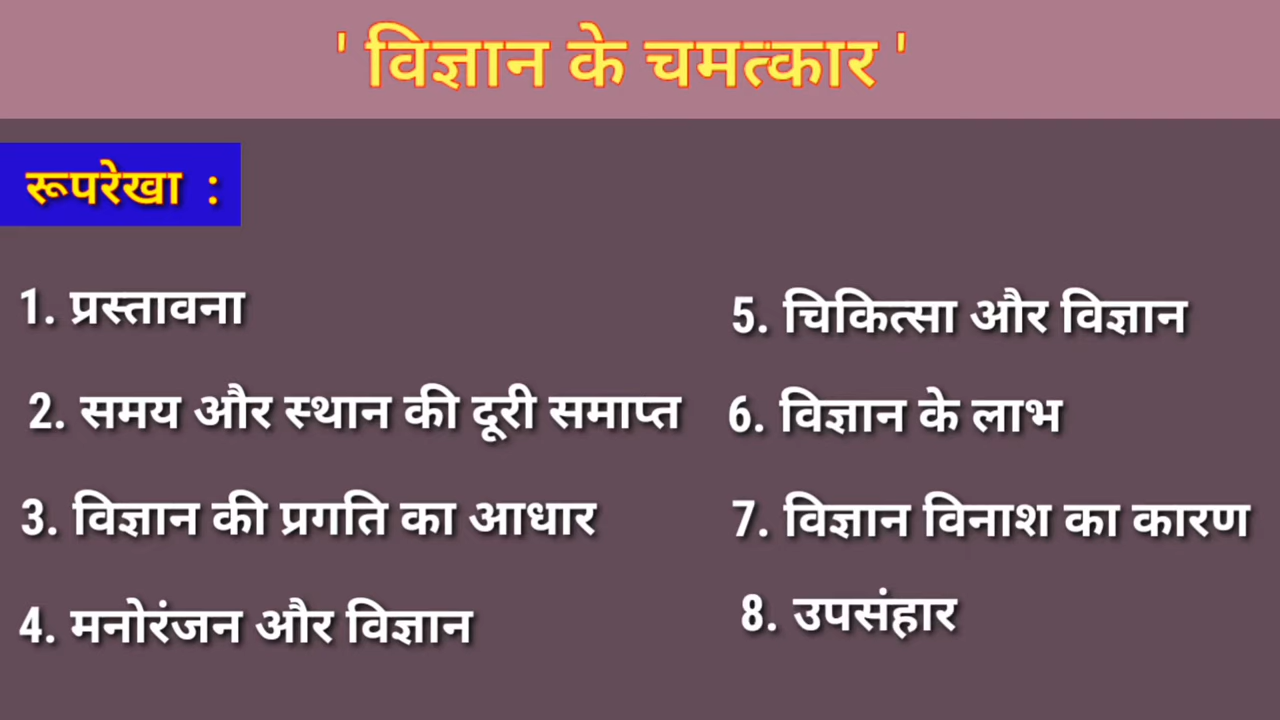 ' विज्ञान के चमत्कार '
रूपरेखा :
1. प्रस्तावना
2. समय और स्थान की दूरी समाप्त
3. विज्ञान की प्रगति का आधार
4. मनोरंजन और विज्ञान
5. चिकित्सा और विज्ञान
6. विज्ञान के लाभ
7. विज्ञान विनाश का कारण
8. उपसंहार